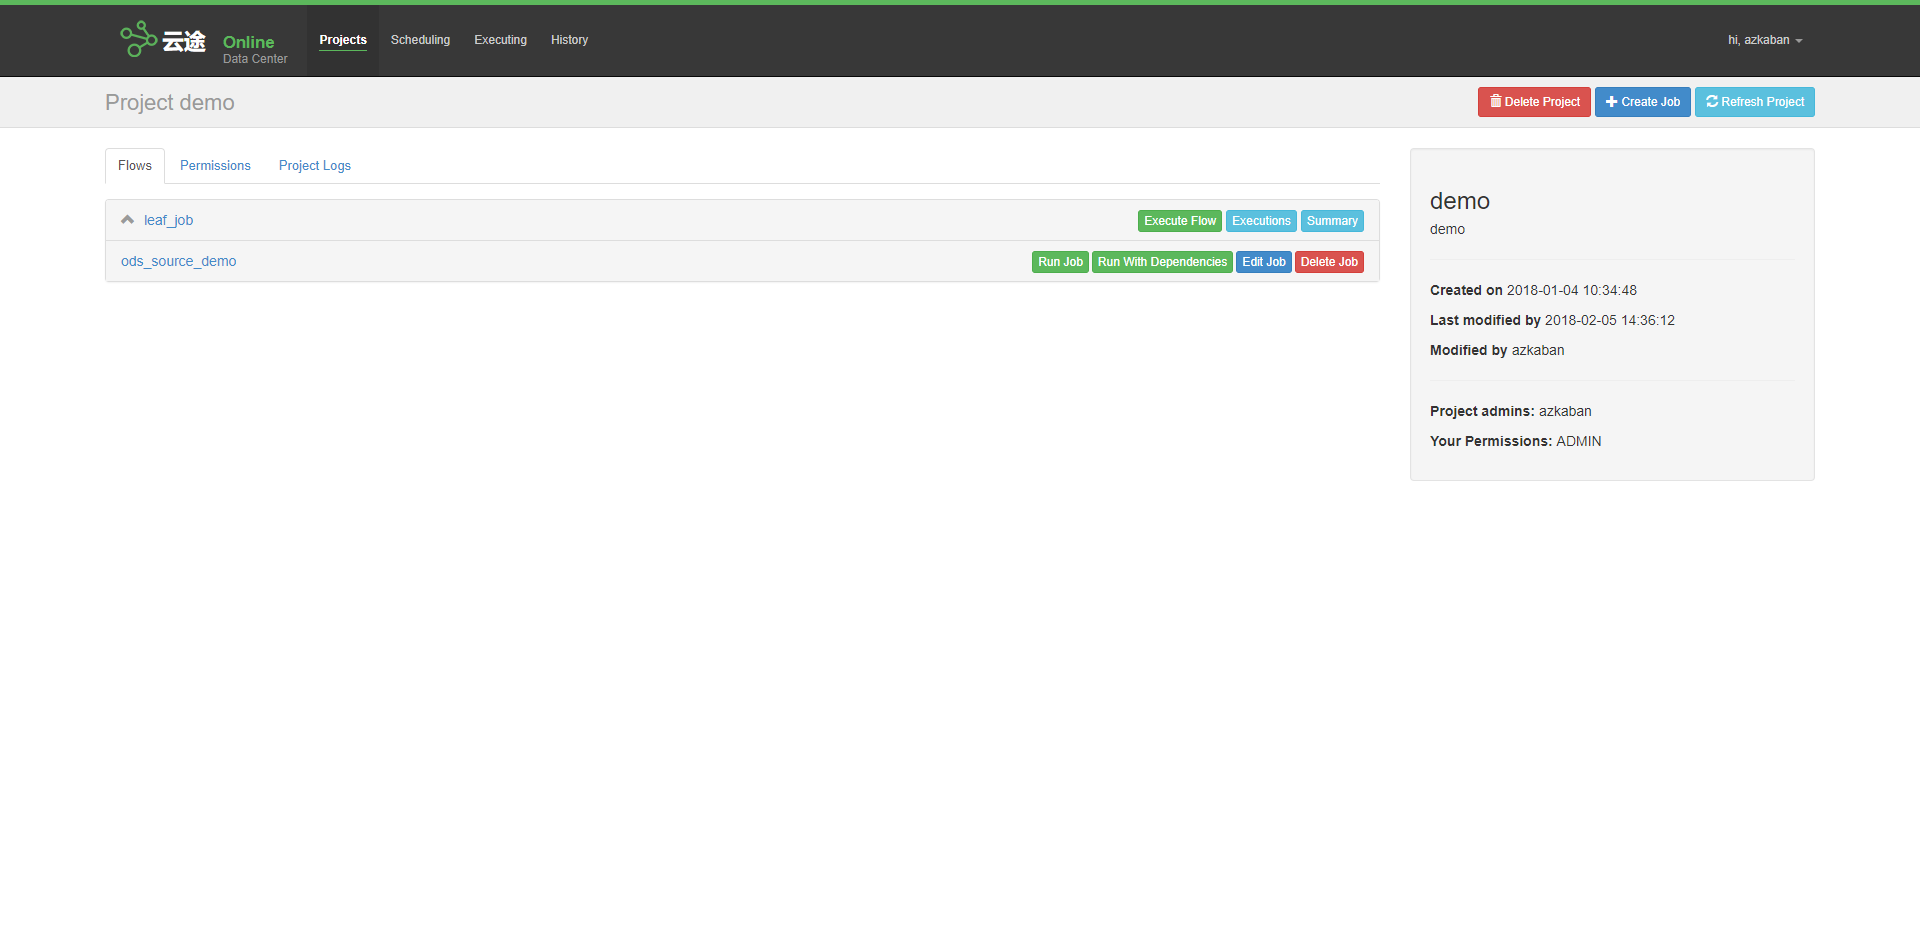 云途 Online
Data Center
Projects Scheduling Executing History
hi, azkaban
Project demo
Delete Project Create Job Refresh Project
Flows Permissions Project Logs
leaf_job Execute Flow Executions Summary
ods_source_demo Run Job Run With Dependencies Edit Job Delete Job
demo
demo
Created on 2018-01-04 10:34:48
Last modified by 2018-02-05 14:36:12
Modified by azkaban
Project admins: azkaban
Your Permissions: ADMIN